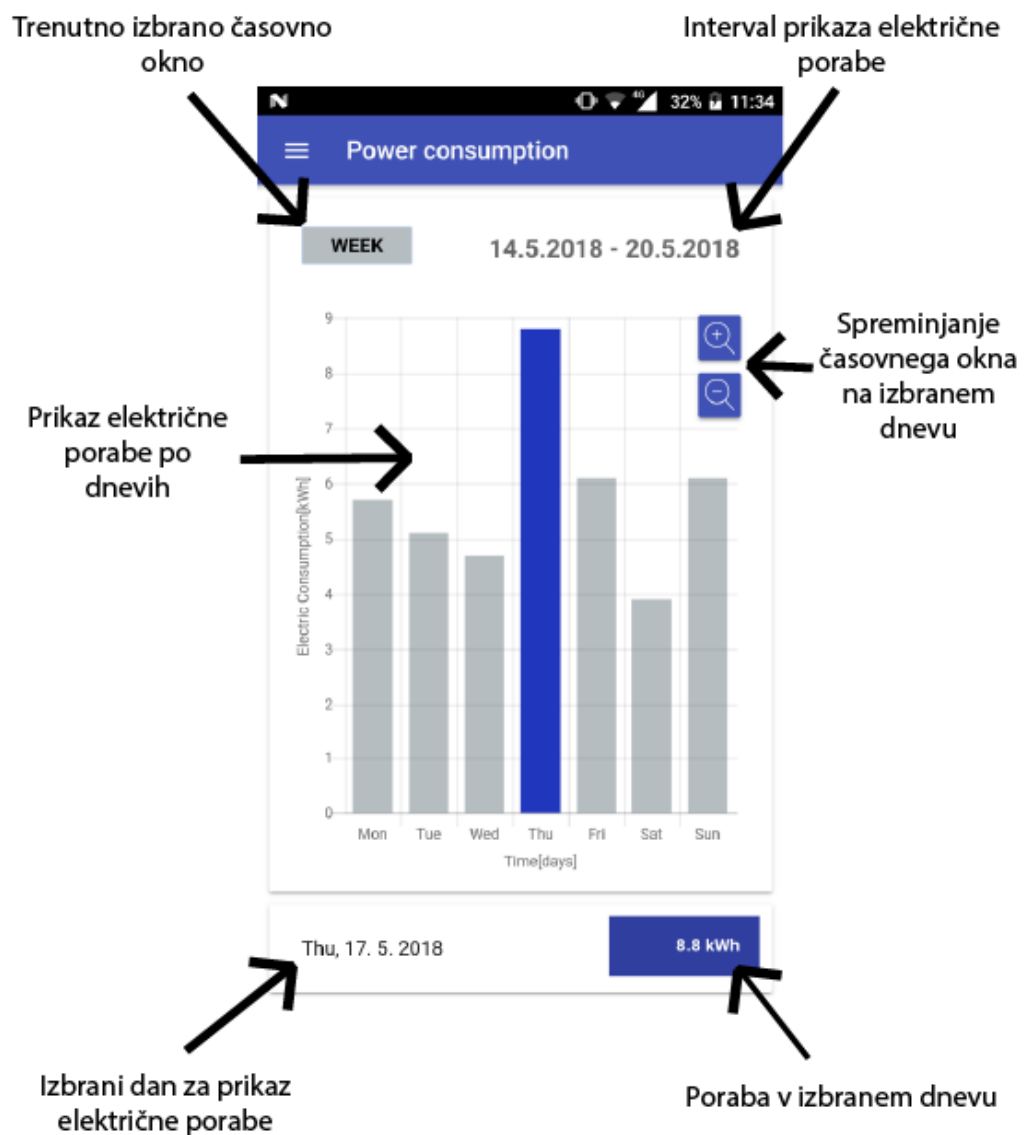 Trenutno izbrano časovno
okno
Interval prikaza električne
porabe
4G 32% 11:34
Power consumption
WEEK
14.5.2018 - 20.5.2018
Spreminjanje
časovnega okna
na izbranem
dnevu
Prikaz električne
porabe po
dnevih
Electric Consumption[kWh]
9
8
7
6
5
4
3
2
1
0
Mon Tue Wed Thu Fri Sat Sun
Time[days]
Thu, 17. 5. 2018
8.8 kWh
Izbrani dan za prikaz
električne porabe
Poraba v izbranem dnevu